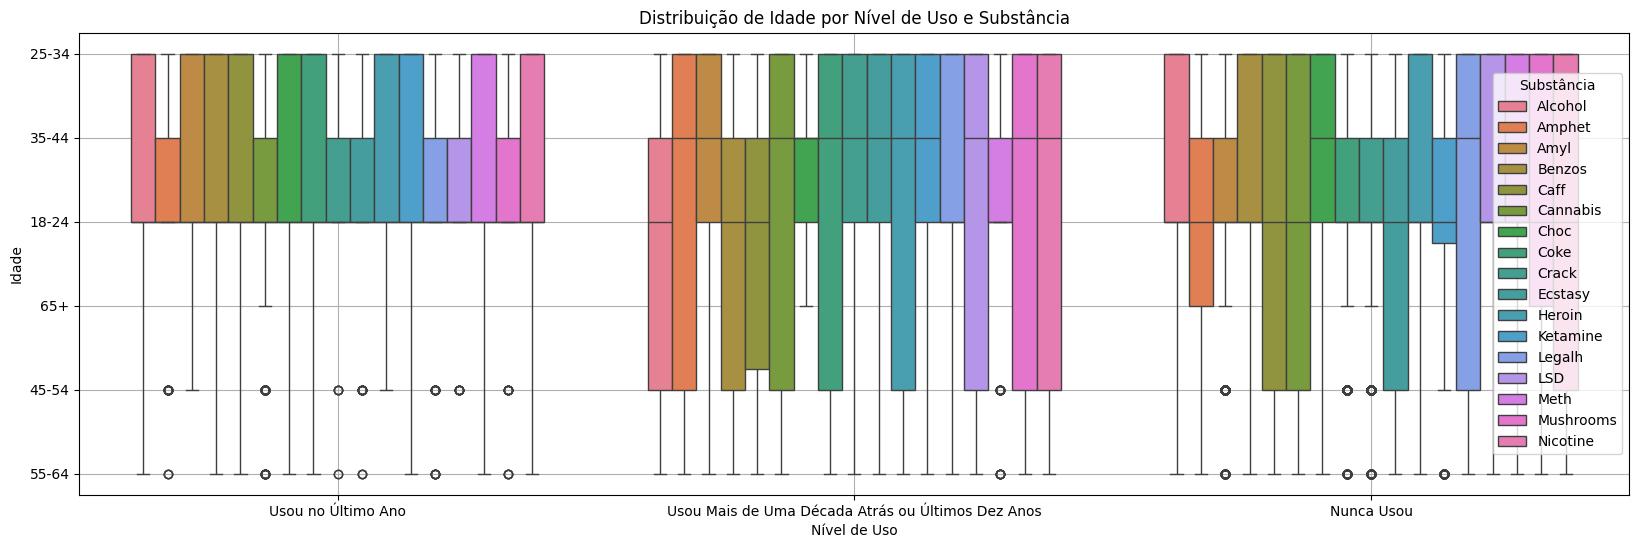 Distribuição de Idade por Nível de Uso e Substância
Idade
25-34
35-44
18-24
65+
45-54
55-64
Substância
Alcohol
Amphet
Amyl
Benzos
Caff
Cannabis
Choc
Coke
Crack
Ecstasy
Heroin
Ketamine
Legalh
LSD
Meth
Mushrooms
Nicotine
Usou no Último Ano
Usou Mais de Uma Década Atrás ou Últimos Dez Anos
Nunca Usou
Nível de Uso